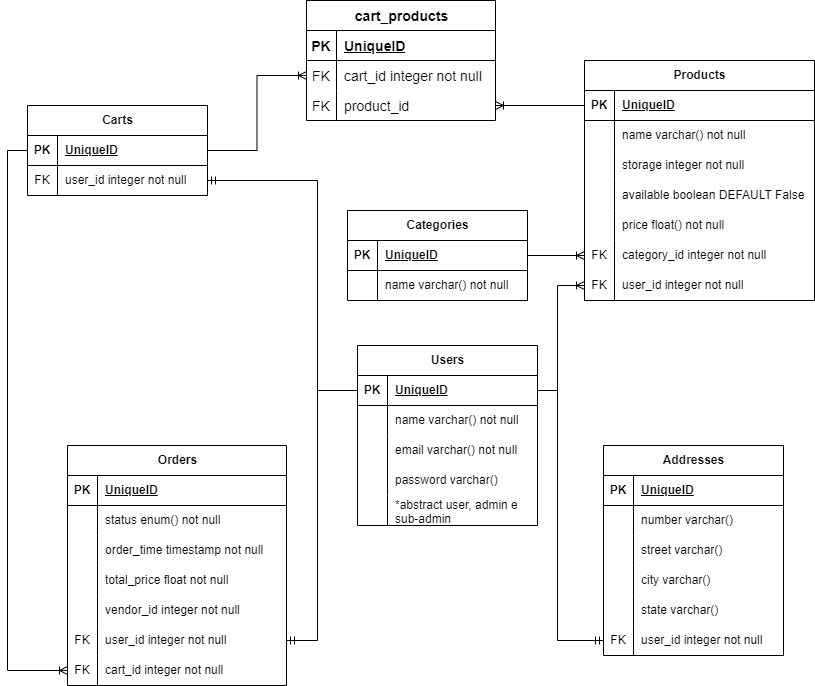 cart_products
PK UniqueID
FK cart_id integer not null
FK product_id
Products
PK UniqueID
name varchar() not null
storage integer not null
available boolean DEFAULT False
price float() not null
FK category_id integer not null
FK user_id integer not null
Carts
PK UniqueID
FK user_id integer not null
Categories
PK UniqueID
name varchar() not null
Users
PK UniqueID
name varchar() not null
email varchar() not null
password varchar()
*abstract user, admin e
sub-admin
Orders
PK UniqueID
status enum() not null
order_time timestamp not null
total_price float not null
vendor_id integer not null
FK user_id integer not null
FK cart_id integer not null
Addresses
PK UniqueID
number varchar()
street varchar()
city varchar()
state varchar()
FK user_id integer not null